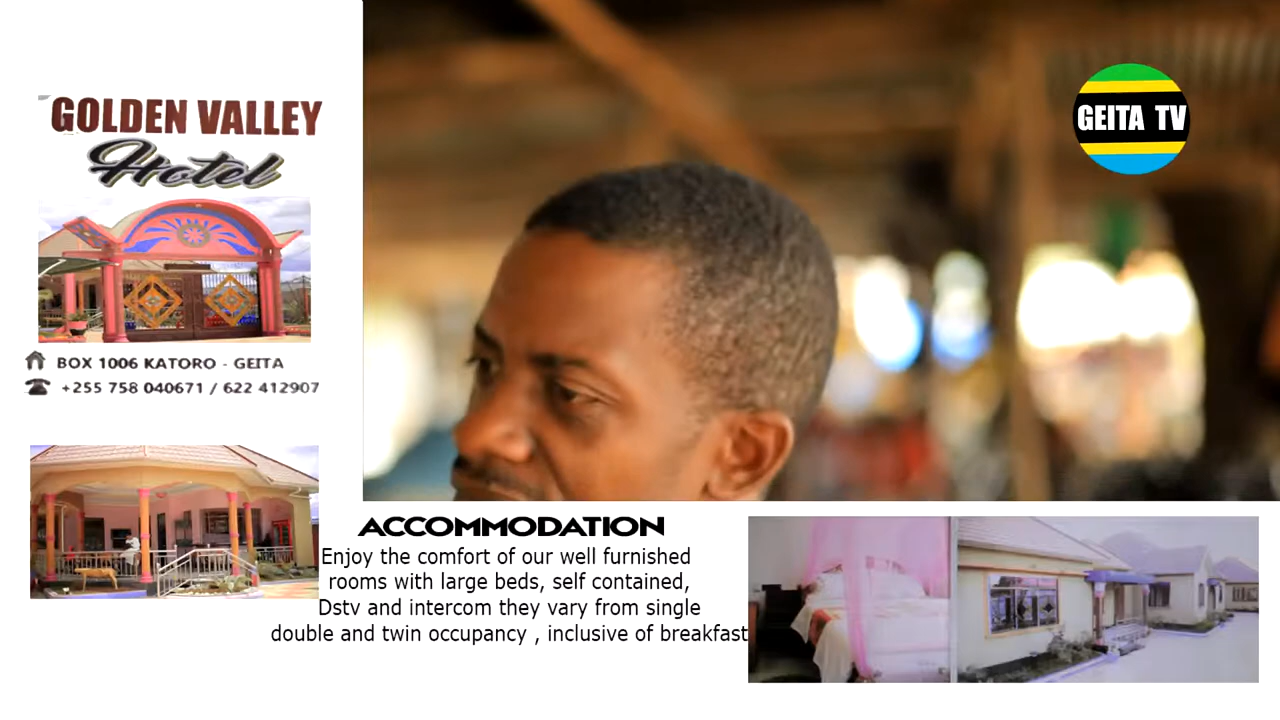 GOLDEN VALLEY
Hotel
BOX 1006 KATORO - GEITA
+255 758 040671 / 622 412907
GEITA TV
ACCOMMODATION
Enjoy the comfort of our well furnished
rooms with large beds, self contained,
Dstv and intercom they vary from single
double and twin occupancy , inclusive of breakfast